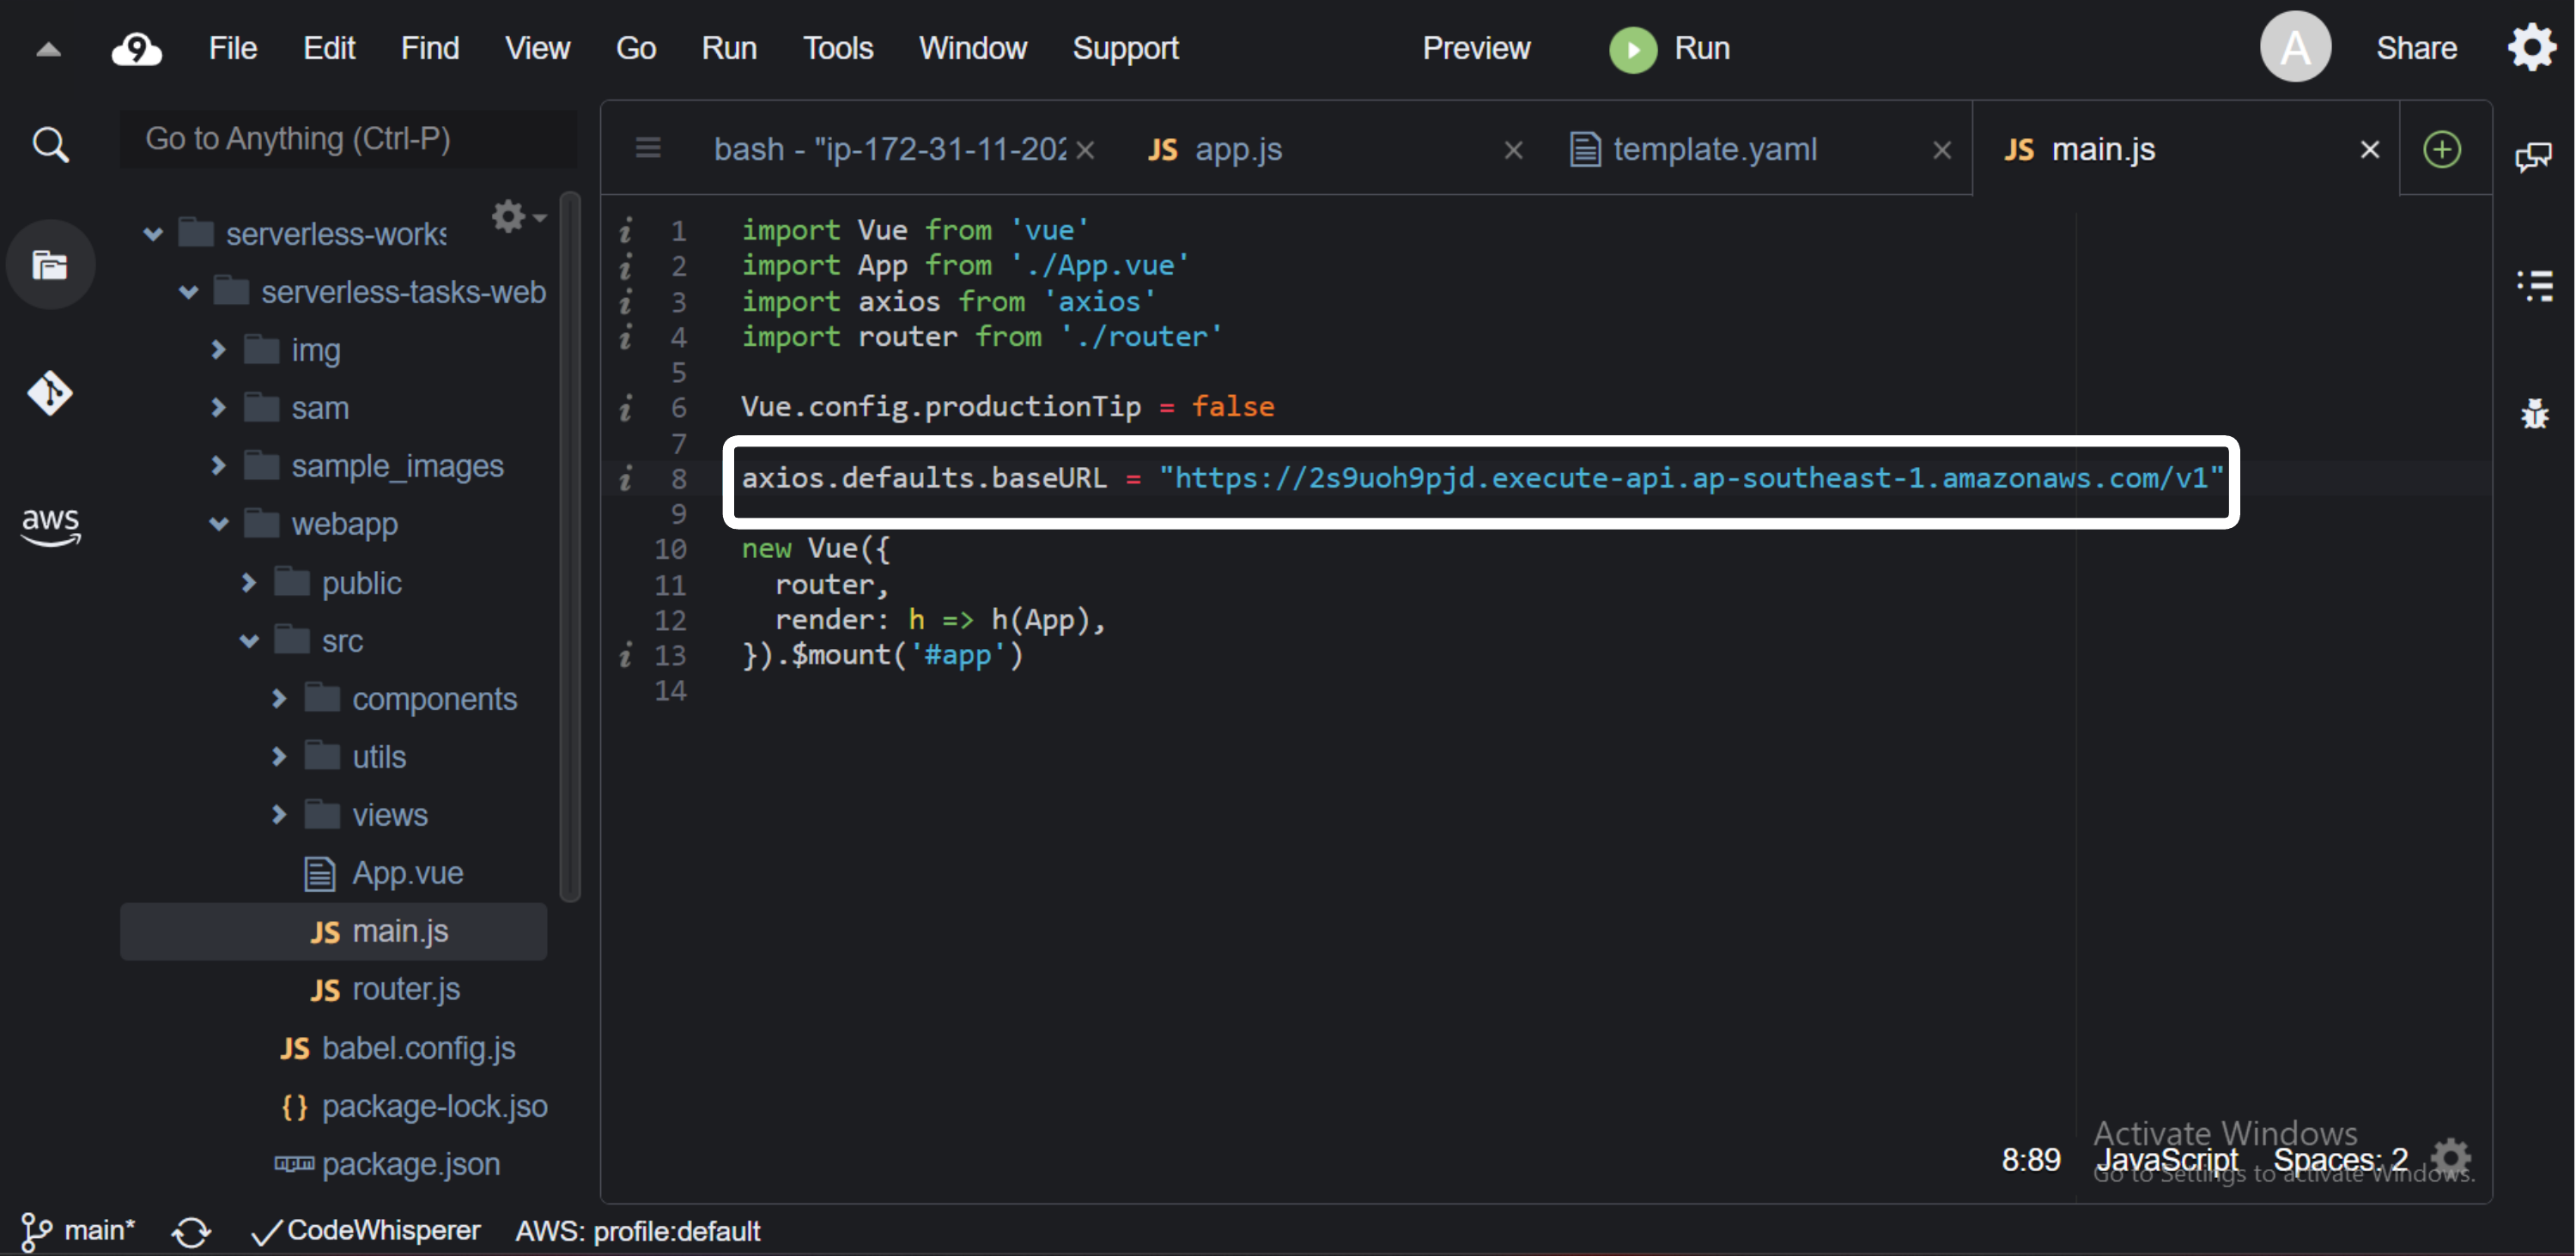 9 File Edit Find View Go Run Tools Window Support Preview Run A Share
Go to Anything (Ctrl-P)
bash - "ip-172-31-11-202 × JS app.js × template.yaml × JS main.js ×
serverless-works
serverless-tasks-web
img
sam
sample_images
webapp
public
src
components
utils
views
App.vue
JS main.js
JS router.js
JS babel.config.js
{} package-lock.jso
package.json
aws
i 1 import Vue from 'vue'
i 2 import App from './App.vue'
i 3 import axios from 'axios'
i 4 import router from './router'
5
i 6 Vue.config.productionTip = false
7
i 8 axios.defaults.baseURL = "https://2s9uoh9pjd.execute-api.ap-southeast-1.amazonaws.com/v1"
9
10 new Vue({
11 router,
12 render: h => h(App),
i 13 }).$mount('#app')
14
Activate Windows
Go to Settings to activate Windows.
8:89 JavaScript Spaces: 2
main* CodeWhisperer AWS: profile:default